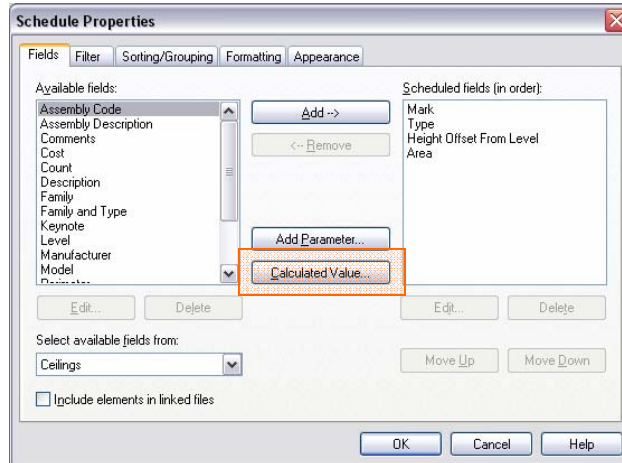 Schedule Properties
Fields Filter Sorting/Grouping Formatting Appearance
Available fields:
Assembly Code
Assembly Description
Comments
Cost
Count
Description
Family
Family and Type
Keynote
Level
Manufacturer
Model
Add -->
<-- Remove
Add Parameter...
Calculated Value...
Scheduled fields (in order):
Mark
Type
Height Offset From Level
Area
Edit... Delete
Edit... Delete
Select available fields from:
Ceilings
Move Up Move Down
Include elements in linked files
OK Cancel Help